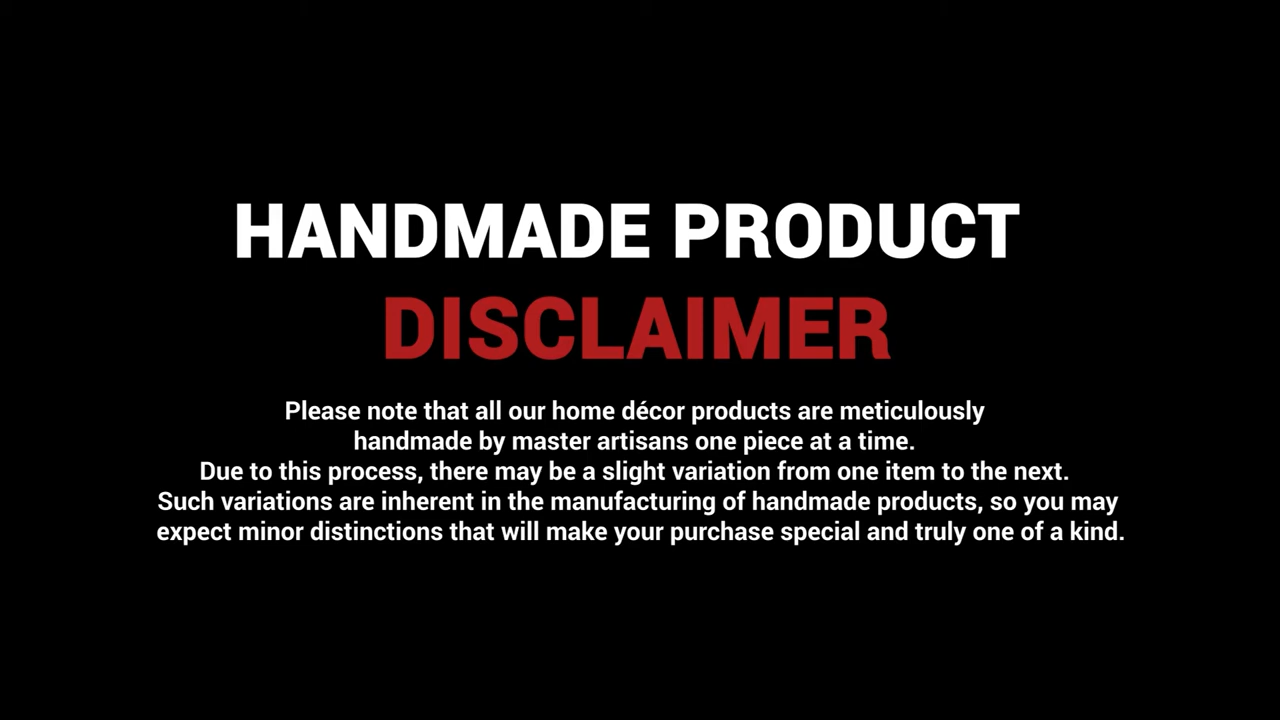 HANDMADE PRODUCT
DISCLAIMER
Please note that all our home décor products are meticulously
handmade by master artisans one piece at a time.
Due to this process, there may be a slight variation from one item to the next.
Such variations are inherent in the manufacturing of handmade products, so you may
expect minor distinctions that will make your purchase special and truly one of a kind.